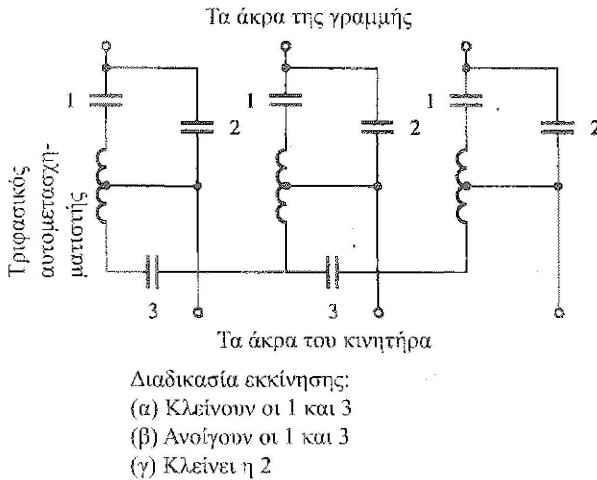 Τα άκρα της γραμμής
1
2
1
2
1
2
Τριφασικός
αυτομετασχη-
ματιστής
3
3
Τα άκρα του κινητήρα
Διαδικασία εκκίνησης:
(α) Κλείνουν οι 1 και 3
(β) Ανοίγουν οι 1 και 3
(γ) Κλείνει η 2